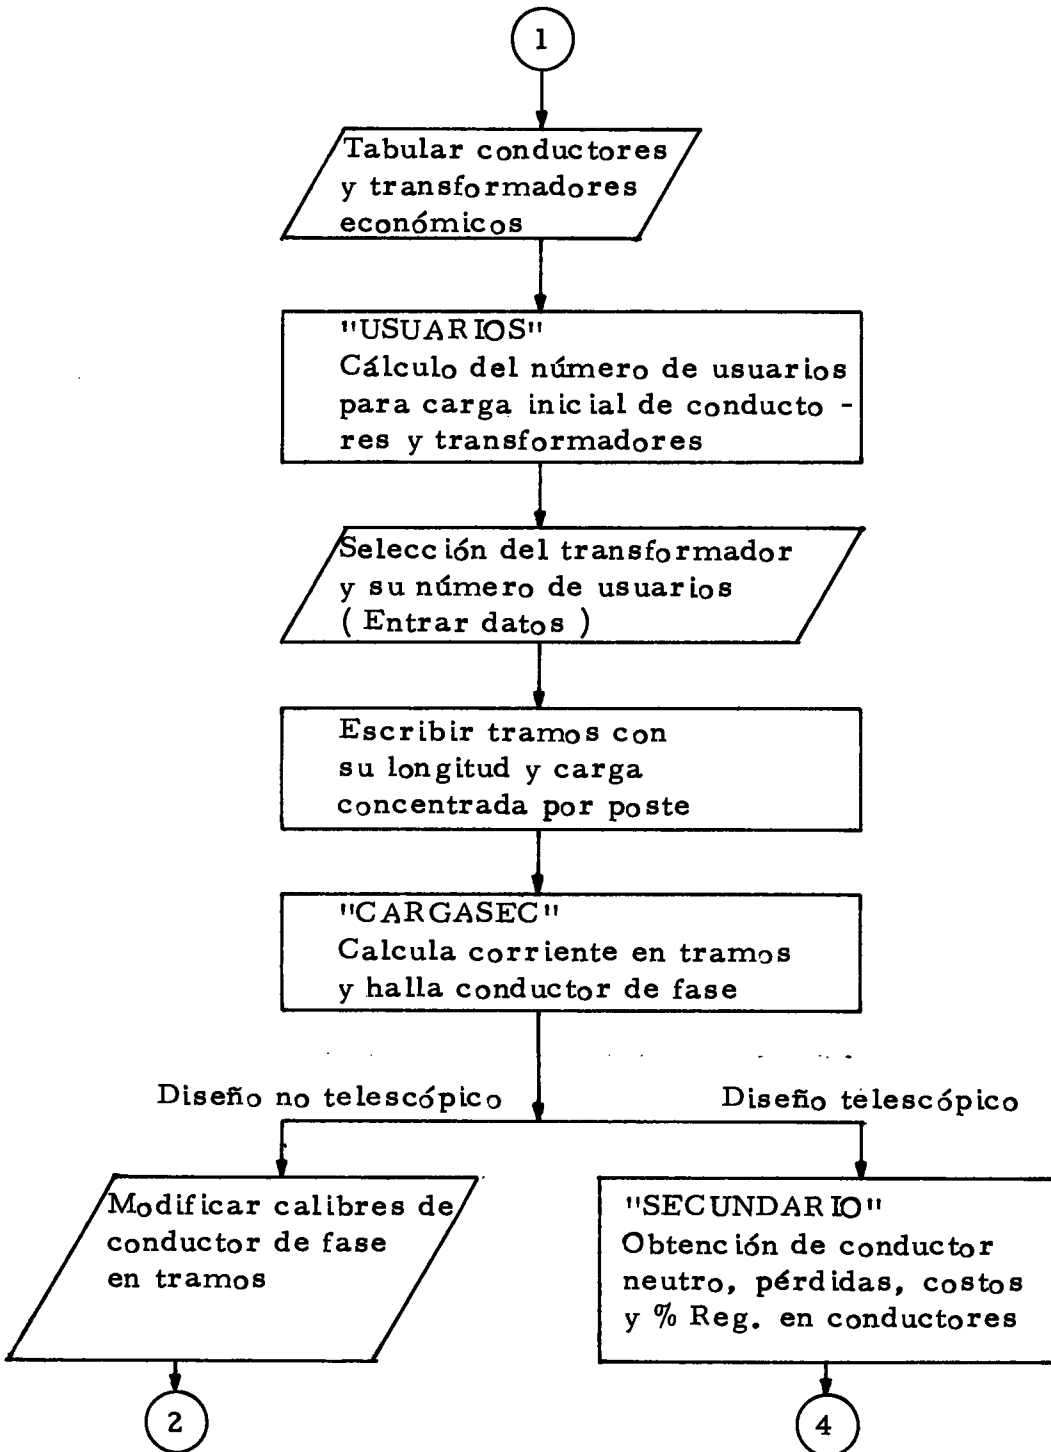 1
Tabular conductores
y transformadores
económicos
"USUARIOS"
Cálculo del número de usuarios
para carga inicial de conducto -
res y transformadores
Selección del transformador
y su número de usuarios
( Entrar datos )
Escribir tramos con
su longitud y carga
concentrada por poste
"CARGASEC"
Calcula corriente en tramos
y halla conductor de fase
Diseño no telescópico
Diseño telescópico
Modificar calibres de
conductor de fase
en tramos
"SECUNDARIO"
Obtención de conductor
neutro, pérdidas, costos
y % Reg. en conductores
2
4